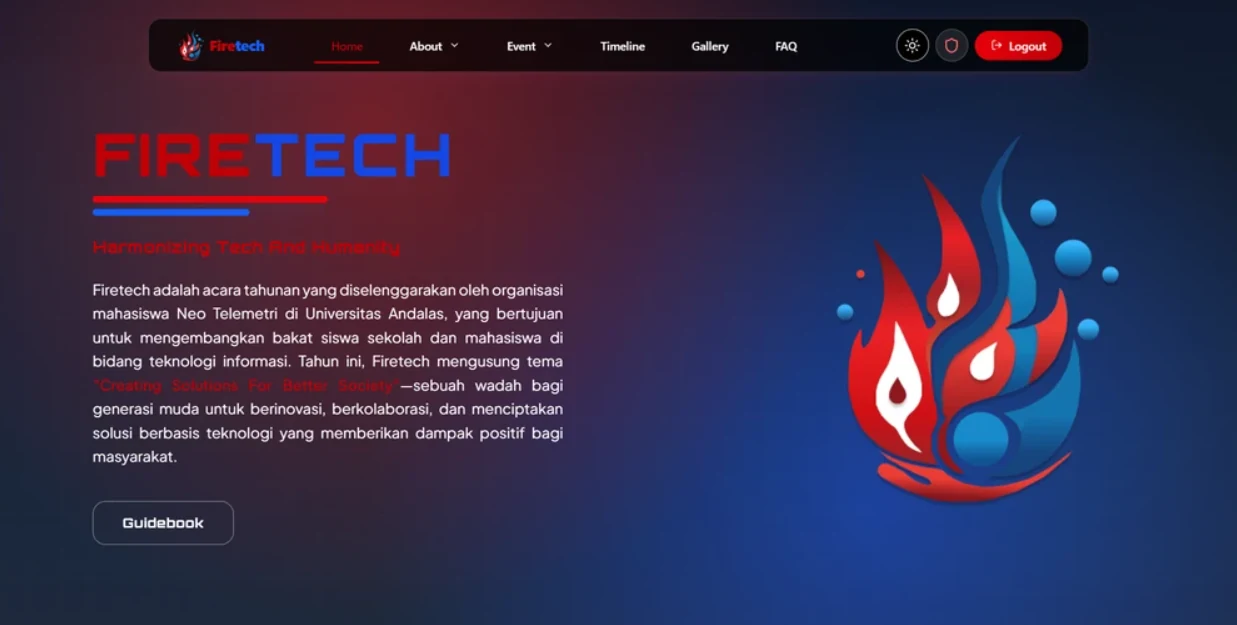 Firetech
Home
About
Event
Timeline
Gallery
FAQ
Logout
FIRETECH
Harmonizing Tech And Humanity
Firetech adalah acara tahunan yang diselenggarakan oleh organisasi
mahasiswa Neo Telemetri di Universitas Andalas, yang bertujuan
untuk mengembangkan bakat siswa sekolah dan mahasiswa di
bidang teknologi informasi. Tahun ini, Firetech mengusung tema
"Creating Solutions For Better Society"—sebuah wadah bagi
generasi muda untuk berinovasi, berkolaborasi, dan menciptakan
solusi berbasis teknologi yang memberikan dampak positif bagi
masyarakat.
Guidebook